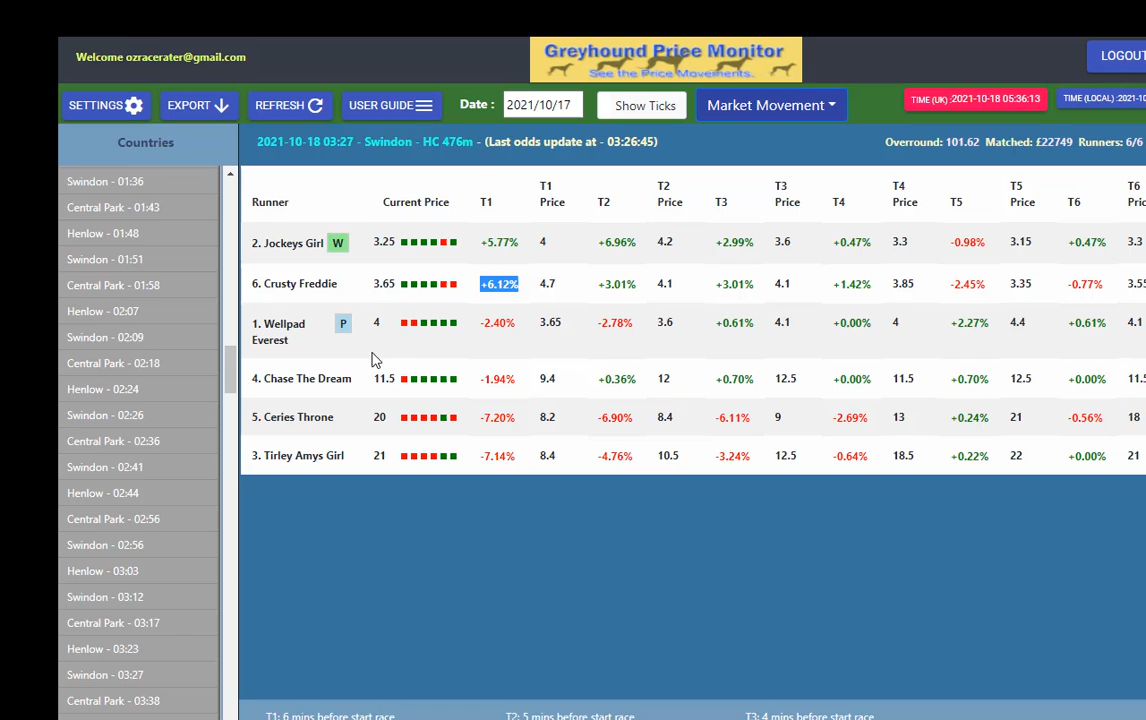 Welcome ozracerater@gmail.com
Greyhound Price Monitor
See the Price Movements.
LOGOUT
SETTINGS EXPORT REFRESH USER GUIDE Date : 2021/10/17 Show Ticks Market Movement TIME (UK) :2021-10-18 05:36:13 TIME (LOCAL) :2021-10
Countries
2021-10-18 03:27 - Swindon - HC 476m - (Last odds update at - 03:26:45) Overround: 101.62 Matched: £22749 Runners: 6/6
Swindon - 01:36
Central Park - 01:43
Henlow - 01:48
Swindon - 01:51
Central Park - 01:58
Henlow - 02:07
Swindon - 02:09
Central Park - 02:18
Henlow - 02:24
Swindon - 02:26
Central Park - 02:36
Swindon - 02:41
Henlow - 02:44
Central Park - 02:56
Swindon - 02:56
Henlow - 03:03
Swindon - 03:12
Central Park - 03:17
Henlow - 03:23
Swindon - 03:27
Central Park - 03:38
T1 T2 T3 T4 T5 T6
Runner Current Price T1 Price T2 Price T3 Price T4 Price T5 Price T6 Price
2. Jockeys Girl W 3.25 +5.77% 4 +6.96% 4.2 +2.99% 3.6 +0.47% 3.3 -0.98% 3.15 +0.47% 3.3
6. Crusty Freddie 3.65 +6.12% 4.7 +3.01% 4.1 +3.01% 4.1 +1.42% 3.85 -2.45% 3.35 -0.77% 3.55
1. Wellpad P 4 -2.40% 3.65 -2.78% 3.6 +0.61% 4.1 +0.00% 4 +2.27% 4.4 +0.61% 4.1
Everest
4. Chase The Dream 11.5 -1.94% 9.4 +0.36% 12 +0.70% 12.5 +0.00% 11.5 +0.70% 12.5 +0.00% 11.5
5. Ceries Throne 20 -7.20% 8.2 -6.90% 8.4 -6.11% 9 -2.69% 13 +0.24% 21 -0.56% 18
3. Tirley Amys Girl 21 -7.14% 8.4 -4.76% 10.5 -3.24% 12.5 -0.64% 18.5 +0.22% 22 +0.00% 21
T1: 6 mins before start race T2: 5 mins before start race T3: 4 mins before start race